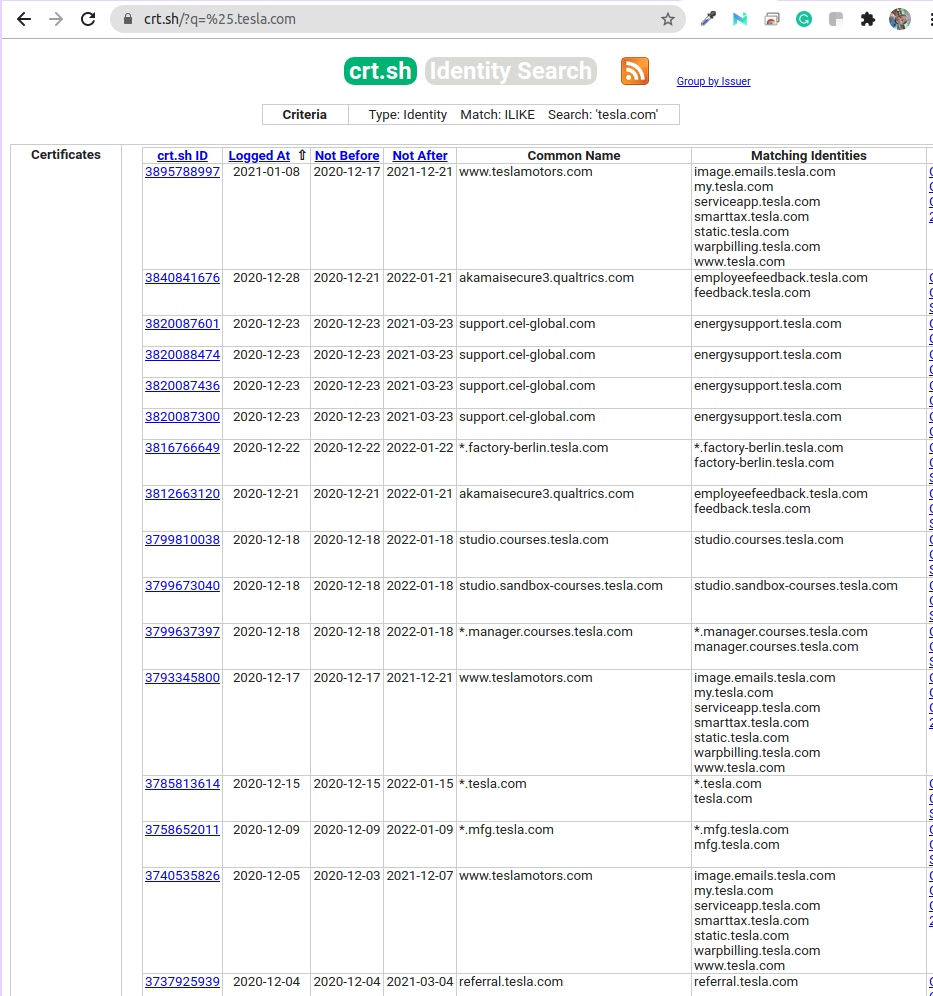 crt.sh/?q=%25.tesla.com
crt.sh Identity Search Group by Issuer
Criteria Type: Identity Match: ILIKE Search: 'tesla.com'
Certificates
crt.sh ID Logged At ⇧ Not Before Not After Common Name Matching Identities
3895788997 2021-01-08 2020-12-17 2021-12-21 www.teslamotors.com image.emails.tesla.com
my.tesla.com
serviceapp.tesla.com
smarttax.tesla.com
static.tesla.com
warpbilling.tesla.com
www.tesla.com
3840841676 2020-12-28 2020-12-21 2022-01-21 akamaisecure3.qualtrics.com employeefeedback.tesla.com
feedback.tesla.com
3820087601 2020-12-23 2020-12-23 2021-03-23 support.cel-global.com energysupport.tesla.com
3820088474 2020-12-23 2020-12-23 2021-03-23 support.cel-global.com energysupport.tesla.com
3820087436 2020-12-23 2020-12-23 2021-03-23 support.cel-global.com energysupport.tesla.com
3820087300 2020-12-23 2020-12-23 2021-03-23 support.cel-global.com energysupport.tesla.com
3816766649 2020-12-22 2020-12-22 2022-01-22 *.factory-berlin.tesla.com *.factory-berlin.tesla.com
factory-berlin.tesla.com
3812663120 2020-12-21 2020-12-21 2022-01-21 akamaisecure3.qualtrics.com employeefeedback.tesla.com
feedback.tesla.com
3799810038 2020-12-18 2020-12-18 2022-01-18 studio.courses.tesla.com studio.courses.tesla.com
3799673040 2020-12-18 2020-12-18 2022-01-18 studio.sandbox-courses.tesla.com studio.sandbox-courses.tesla.com
3799637397 2020-12-18 2020-12-18 2022-01-18 *.manager.courses.tesla.com *.manager.courses.tesla.com
manager.courses.tesla.com
3793345800 2020-12-17 2020-12-17 2021-12-21 www.teslamotors.com image.emails.tesla.com
my.tesla.com
serviceapp.tesla.com
smarttax.tesla.com
static.tesla.com
warpbilling.tesla.com
www.tesla.com
3785813614 2020-12-15 2020-12-15 2022-01-15 *.tesla.com *.tesla.com
tesla.com
3758652011 2020-12-09 2020-12-09 2022-01-09 *.mfg.tesla.com *.mfg.tesla.com
mfg.tesla.com
3740535826 2020-12-05 2020-12-03 2021-12-07 www.teslamotors.com image.emails.tesla.com
my.tesla.com
serviceapp.tesla.com
smarttax.tesla.com
static.tesla.com
warpbilling.tesla.com
www.tesla.com
3737925939 2020-12-04 2020-12-04 2021-03-04 referral.tesla.com referral.tesla.com